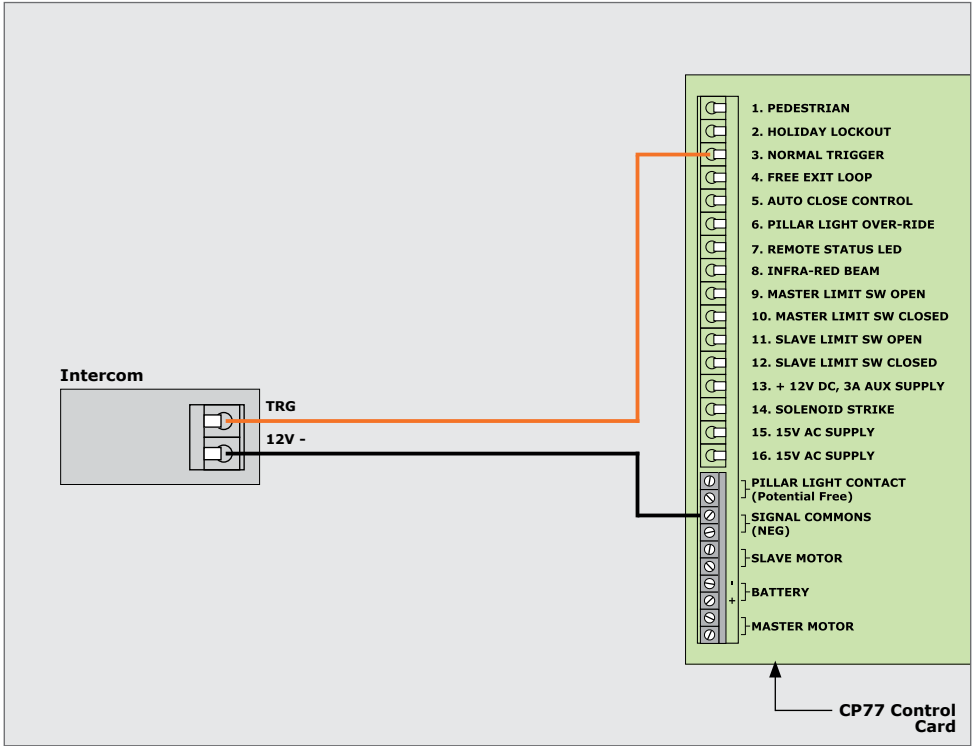 Intercom
TRG
12V -
1. PEDESTRIAN
2. HOLIDAY LOCKOUT
3. NORMAL TRIGGER
4. FREE EXIT LOOP
5. AUTO CLOSE CONTROL
6. PILLAR LIGHT OVER-RIDE
7. REMOTE STATUS LED
8. INFRA-RED BEAM
9. MASTER LIMIT SW OPEN
10. MASTER LIMIT SW CLOSED
11. SLAVE LIMIT SW OPEN
12. SLAVE LIMIT SW CLOSED
13. + 12V DC, 3A AUX SUPPLY
14. SOLENOID STRIKE
15. 15V AC SUPPLY
16. 15V AC SUPPLY
PILLAR LIGHT CONTACT
(Potential Free)
SIGNAL COMMONS
(NEG)
SLAVE MOTOR
-
BATTERY
+
MASTER MOTOR
CP77 Control
Card